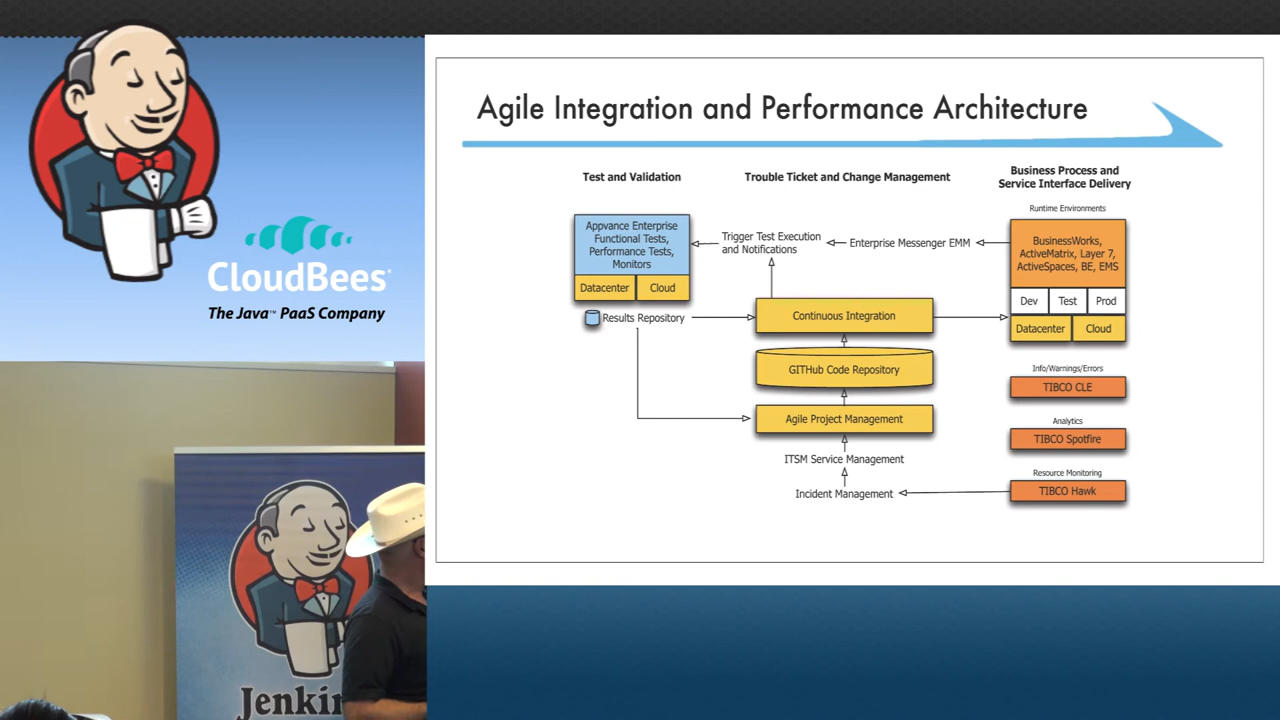 CloudBees
The Java™ PaaS Company
Jenkin
Agile Integration and Performance Architecture
Test and Validation
Appvance Enterprise
Functional Tests,
Performance Tests,
Monitors
Datacenter
Cloud
Results Repository
Trouble Ticket and Change Management
Trigger Test Execution
and Notifications
Enterprise Messenger EMM
Continuous Integration
GITHub Code Repository
Agile Project Management
ITSM Service Management
Incident Management
Business Process and
Service Interface Delivery
Runtime Environments
BusinessWorks,
ActiveMatrix, Layer 7,
ActiveSpaces, BE, EMS
Dev
Test
Prod
Datacenter
Cloud
Info/Warnings/Errors
TIBCO CLE
Analytics
TIBCO Spotfire
Resource Monitoring
TIBCO Hawk